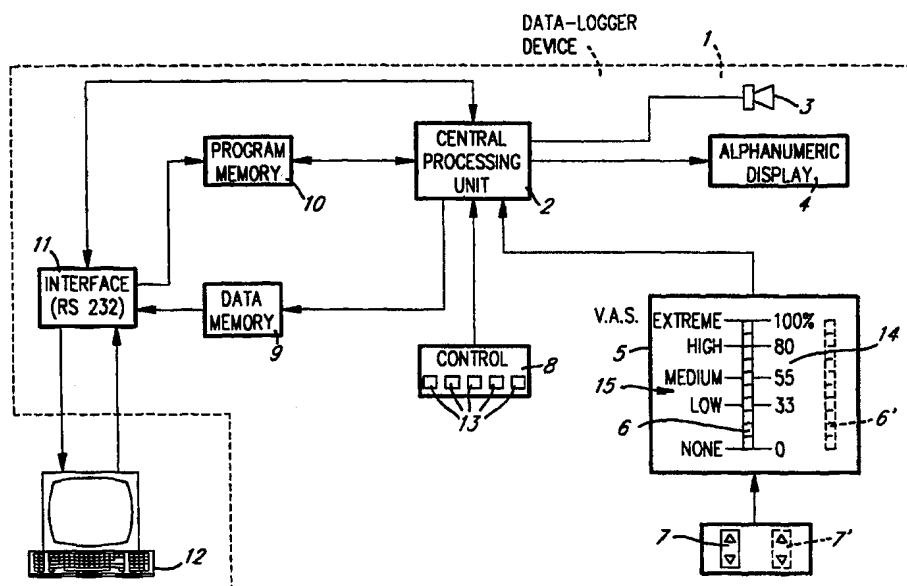 DATA-LOGGER
DEVICE
1
3
PROGRAM
MEMORY
10
CENTRAL
PROCESSING
UNIT
2
ALPHANUMERIC
DISPLAY
4
11
INTERFACE
(RS 232)
DATA
MEMORY
9
CONTROL
8
13
V.A.S.
5
EXTREME
100%
HIGH
80
14
MEDIUM
55
15
LOW
33
6
6'
NONE
0
7
7'
12